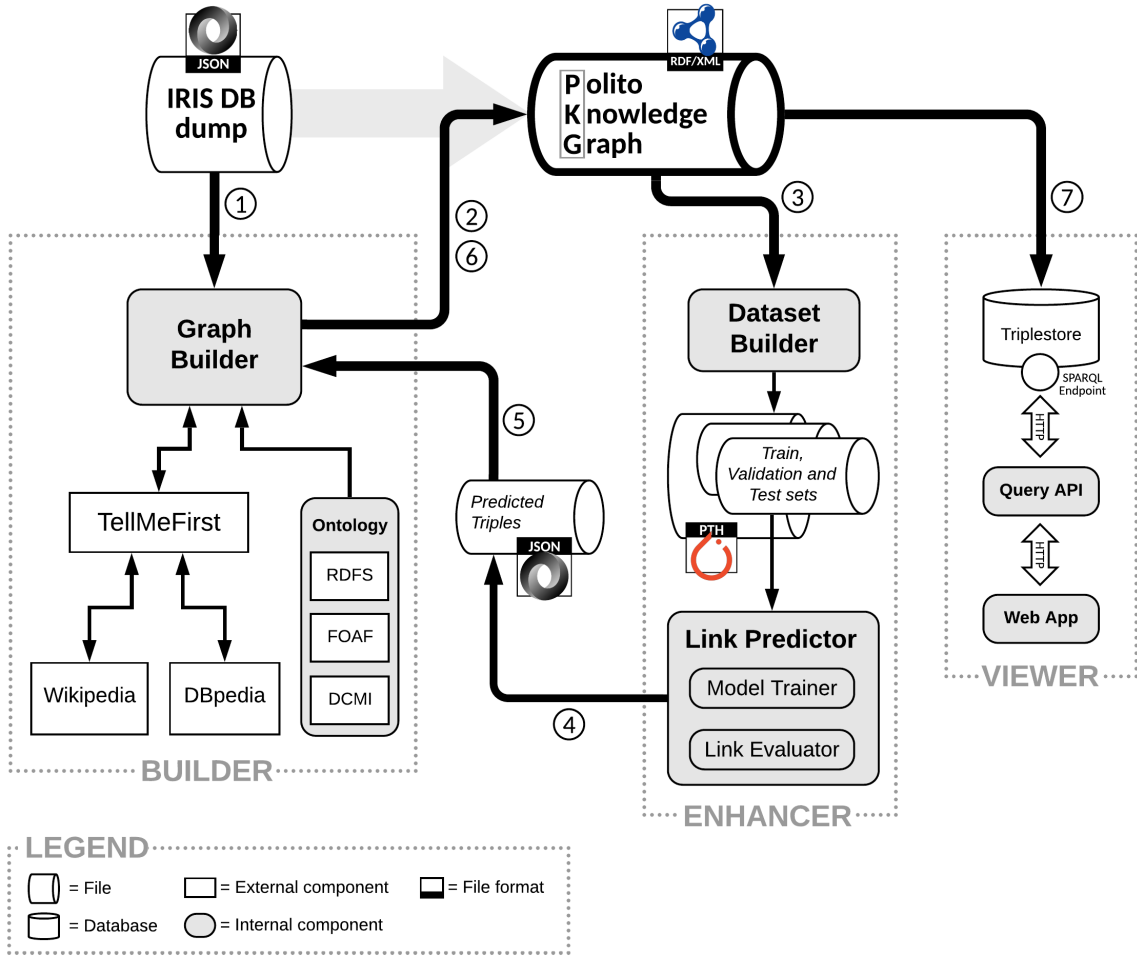 JSON
IRIS DB
dump
RDF/XML
Polito
Knowledge
Graph
1
2
6
3
7
Graph
Builder
Dataset
Builder
Triplestore
SPARQL
Endpoint
HTTP
Query API
HTTP
Web App
VIEWER
5
Predicted
Triples
JSON
Train,
Validation and
Test sets
PTH
TellMeFirst
Ontology
RDFS
FOAF
DCMI
Wikipedia
DBpedia
BUILDER
4
Link Predictor
Model Trainer
Link Evaluator
ENHANCER
LEGEND
= File
= External component
= File format
= Database
= Internal component